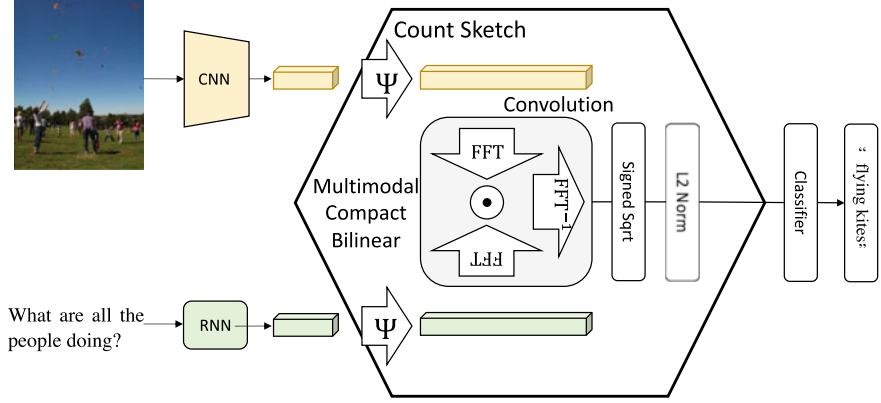 Count Sketch
CNN
Ψ
Convolution
FFT
Multimodal
Compact
Bilinear
FFT
FFT-1
Signed Sqrt
L2 Norm
Classifier
“ flying kites”
What are all the
people doing?
RNN
Ψ